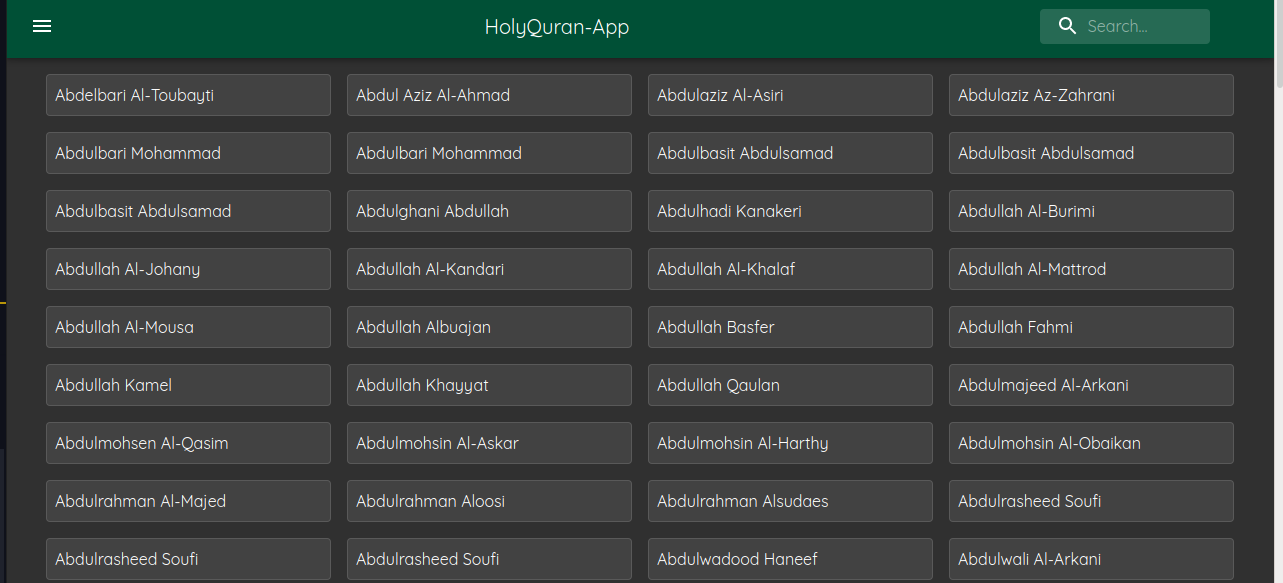 HolyQuran-App
Search...
Abdelbari Al-Toubayti
Abdul Aziz Al-Ahmad
Abdulaziz Al-Asiri
Abdulaziz Az-Zahrani
Abdulbari Mohammad
Abdulbari Mohammad
Abdulbasit Abdulsamad
Abdulbasit Abdulsamad
Abdulbasit Abdulsamad
Abdulghani Abdullah
Abdulhadi Kanakeri
Abdullah Al-Burimi
Abdullah Al-Johany
Abdullah Al-Kandari
Abdullah Al-Khalaf
Abdullah Al-Mattrod
Abdullah Al-Mousa
Abdullah Albuajan
Abdullah Basfer
Abdullah Fahmi
Abdullah Kamel
Abdullah Khayyat
Abdullah Qaulan
Abdulmajeed Al-Arkani
Abdulmohsen Al-Qasim
Abdulmohsin Al-Askar
Abdulmohsin Al-Harthy
Abdulmohsin Al-Obaikan
Abdulrahman Al-Majed
Abdulrahman Aloosi
Abdulrahman Alsudaes
Abdulrasheed Soufi
Abdulrasheed Soufi
Abdulrasheed Soufi
Abdulwadood Haneef
Abdulwali Al-Arkani